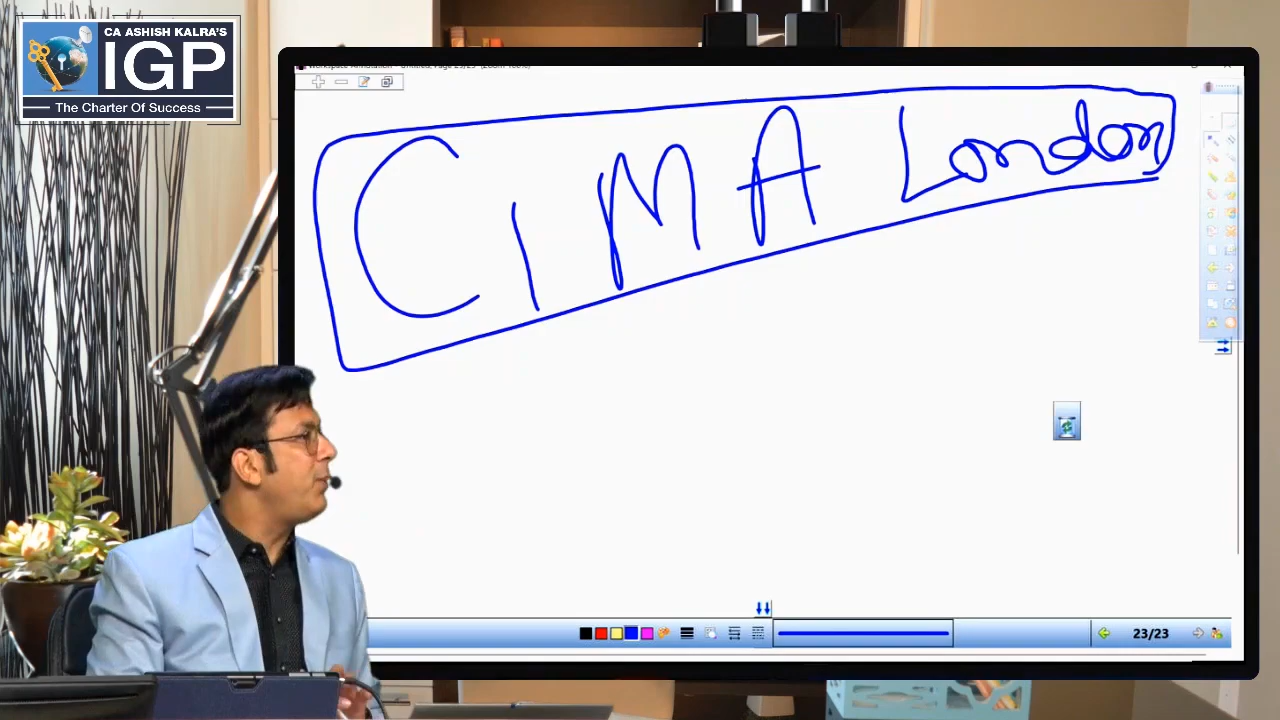 CA ASHISH KALRA'S
IGP
The Charter Of Success
CIMA London
23/23